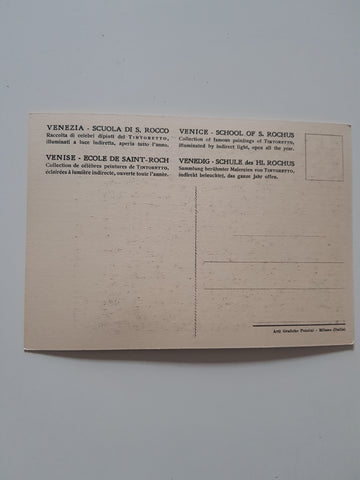 VENEZIA - SCUOLA DI S. ROCCO
Raccolta di celebri dipinti del TINTORETTO,
illuminati a luce indiretta, aperta tutto l'anno.
VENICE - SCHOOL OF S. ROCHUS
Collection of famous paintings of TINTORETTO,
illuminated by indirect light, open all the year.
VENISE - ECOLE DE SAINT-ROCH
Collection de célèbres peintures de TINTORETTO,
éclairées à lumière indirecte, ouverte toute l'année.
VENEDIG - SCHULE des HL. ROCHUS
Sammlung berühmter Malereien von TINTORETTO,
indirekt beleuchtet, das ganze jahr offen.
Arti Grafiche - Milano (Italia)